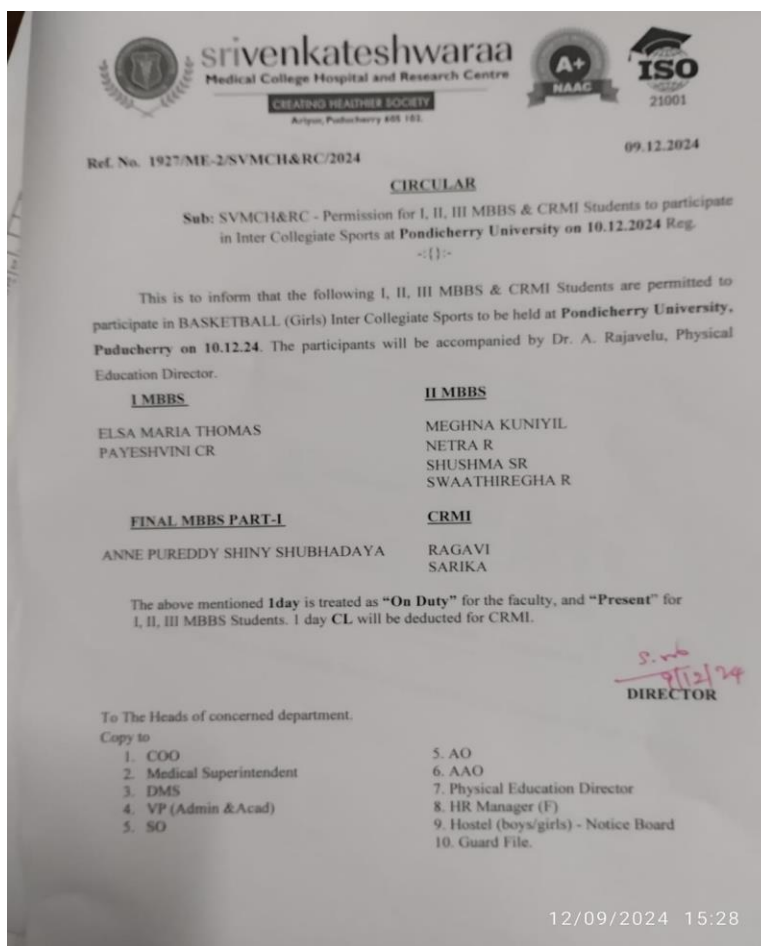 srivenkateshwaraa
Medical College Hospital and Research Centre
CREATING HEALTHIER SOCIETY
Ariyur, Puducherry 605 102.
A+
NAAC
ISO
21001
Ref. No. 1927/ME-2/SVMCH&RC/2024
09.12.2024
CIRCULAR
Sub: SVMCH&RC - Permission for I, II, III MBBS & CRMI Students to participate
in Inter Collegiate Sports at Pondicherry University on 10.12.2024 Reg.
-:{}:-
This is to inform that the following I, II, III MBBS & CRMI Students are permitted to
participate in BASKETBALL (Girls) Inter Collegiate Sports to be held at Pondicherry University,
Puducherry on 10.12.24. The participants will be accompanied by Dr. A. Rajavelu, Physical
Education Director.
I MBBS
ELSA MARIA THOMAS
PAYESHVINI CR
II MBBS
MEGHNA KUNIYIL
NETRA R
SHUSHMA SR
SWAATHIREGHA R
FINAL MBBS PART-I
ANNE PUREDDY SHINY SHUBHADAYA
CRMI
RAGAVI
SARIKA
The above mentioned 1day is treated as “On Duty” for the faculty, and “Present” for
I, II, III MBBS Students. 1 day CL will be deducted for CRMI.
9/12/24
DIRECTOR
To The Heads of concerned department.
Copy to
1. COO
2. Medical Superintendent
3. DMS
4. VP (Admin &Acad)
5. SO
5. AO
6. AAO
7. Physical Education Director
8. HR Manager (F)
9. Hostel (boys/girls) - Notice Board
10. Guard File.
12/09/2024 15:28